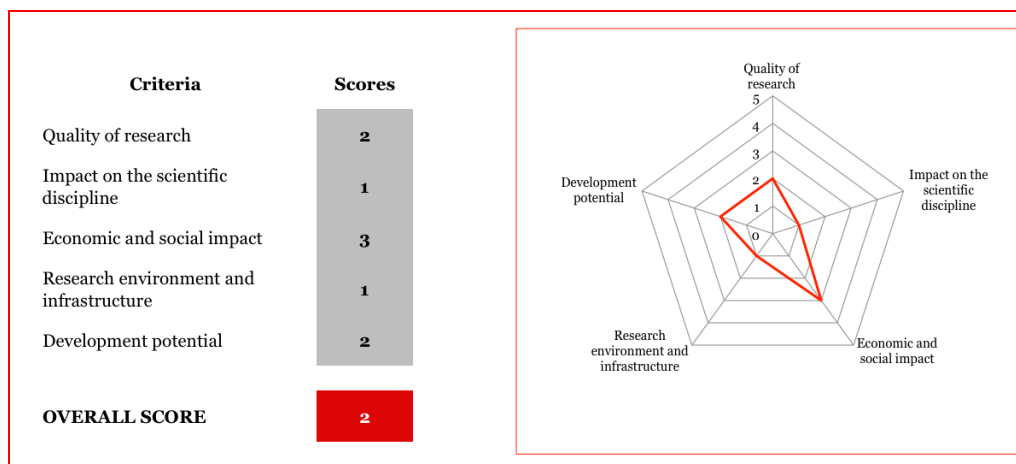 Criteria Scores
Quality of research 2
Impact on the scientific
discipline 1
Economic and social impact 3
Research environment and
infrastructure 1
Development potential 2
OVERALL SCORE 2
Quality of
research
5
4
3
2
1
0
Impact on the
scientific
discipline
Economic and
social impact
Research
environment and
infrastructure
Development
potential